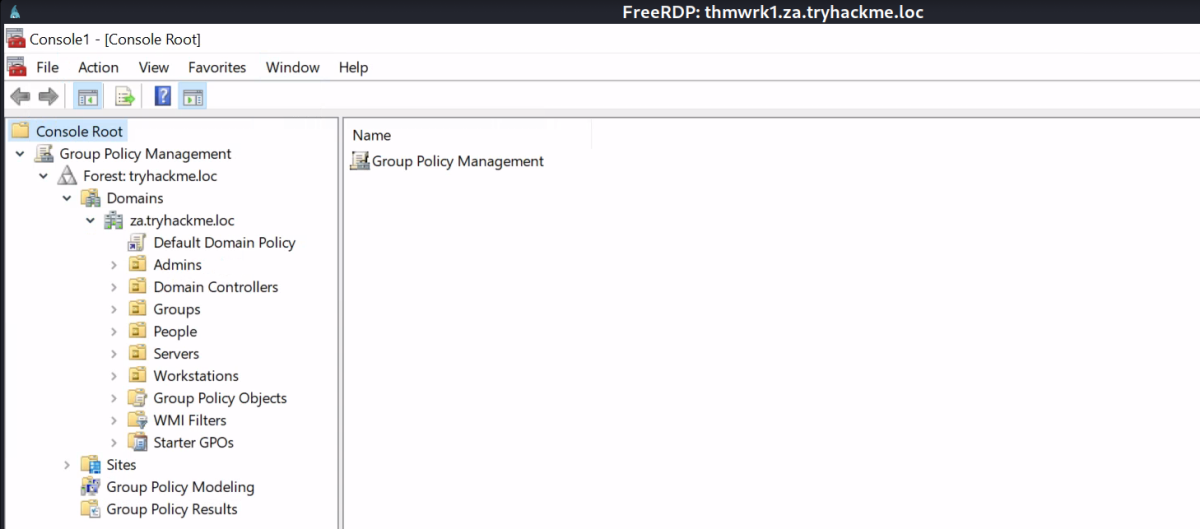 FreeRDP: thmwrk1.za.tryhackme.loc
Console1 - [Console Root]
File Action View Favorites Window Help
Console Root
Group Policy Management
Forest: tryhackme.loc
Domains
za.tryhackme.loc
Default Domain Policy
Admins
Domain Controllers
Groups
People
Servers
Workstations
Group Policy Objects
WMI Filters
Starter GPOs
Sites
Group Policy Modeling
Group Policy Results
Name
Group Policy Management